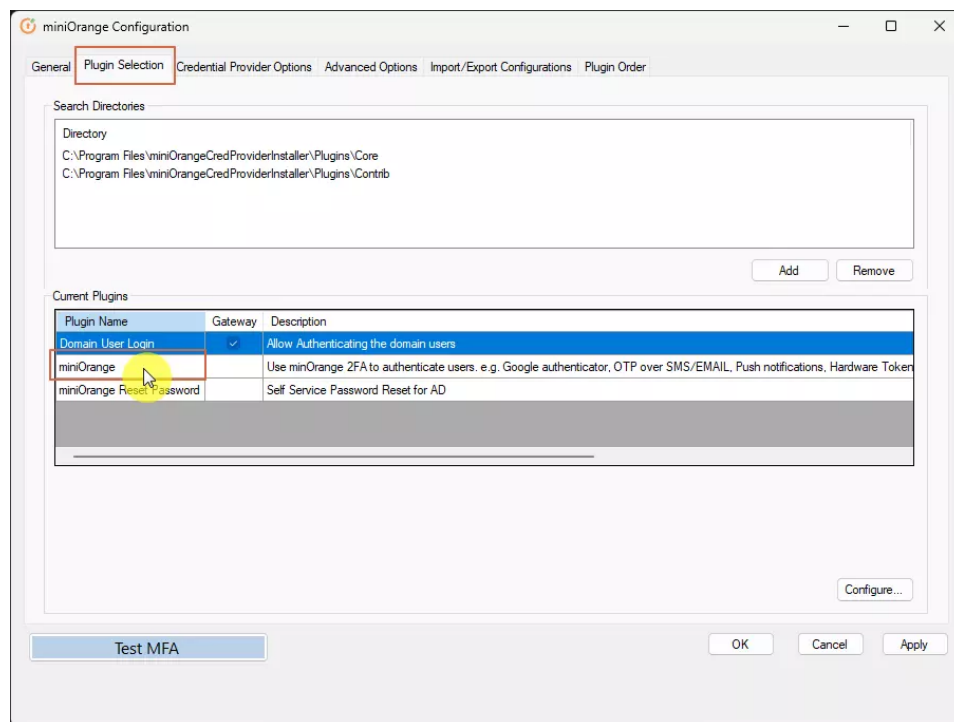 miniOrange Configuration
General Plugin Selection Credential Provider Options Advanced Options Import/Export Configurations Plugin Order
Search Directories
Directory
C:\Program Files\miniOrangeCredProviderInstaller\Plugins\Core
C:\Program Files\miniOrangeCredProviderInstaller\Plugins\Contrib
Add Remove
Current Plugins
Plugin Name Gateway Description
Domain User Login Allow Authenticating the domain users
miniOrange Use minOrange 2FA to authenticate users. e.g. Google authenticator, OTP over SMS/EMAIL, Push notifications, Hardware Token
miniOrange Reset Password Self Service Password Reset for AD
Configure...
Test MFA OK Cancel Apply